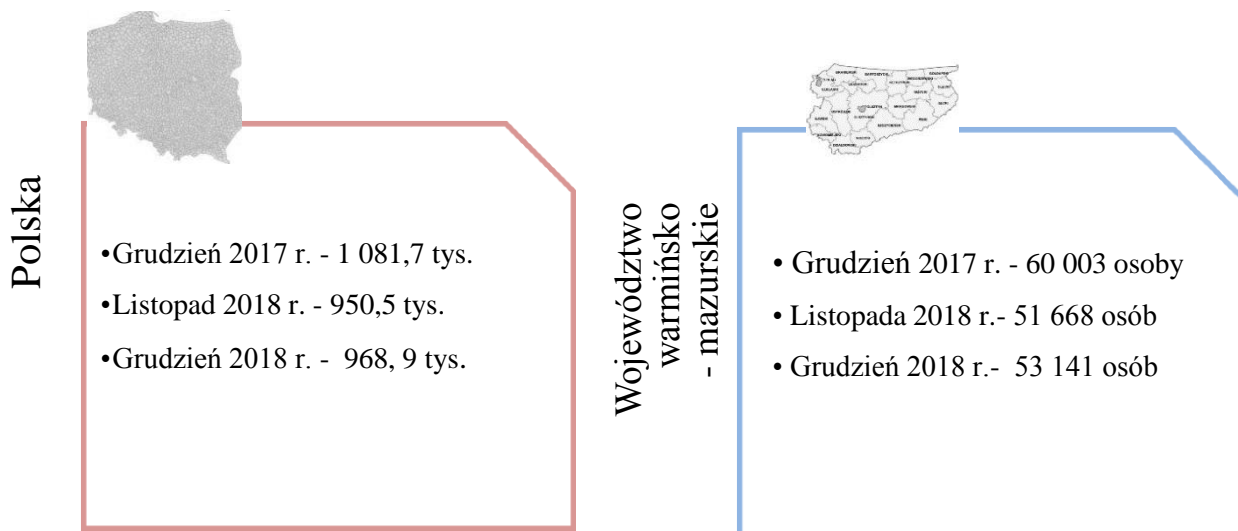 Polska
•Grudzień 2017 r. - 1 081,7 tys.
•Listopad 2018 r. - 950,5 tys.
•Grudzień 2018 r. -  968, 9 tys.
Województwo
warmińsko
- mazurskie
• Grudzień 2017 r. - 60 003 osoby
• Listopada 2018 r.- 51 668 osób
• Grudzień 2018 r.-  53 141 osób